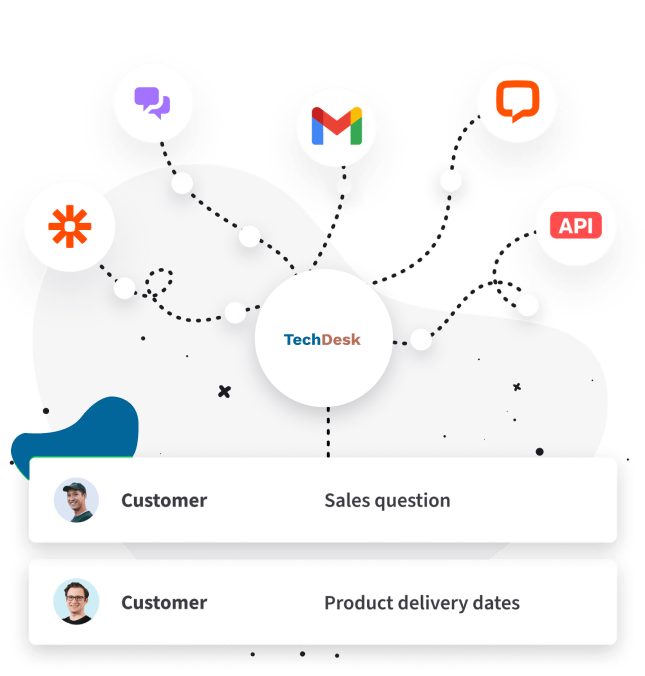 API
TechDesk
Customer Sales question
Customer Product delivery dates